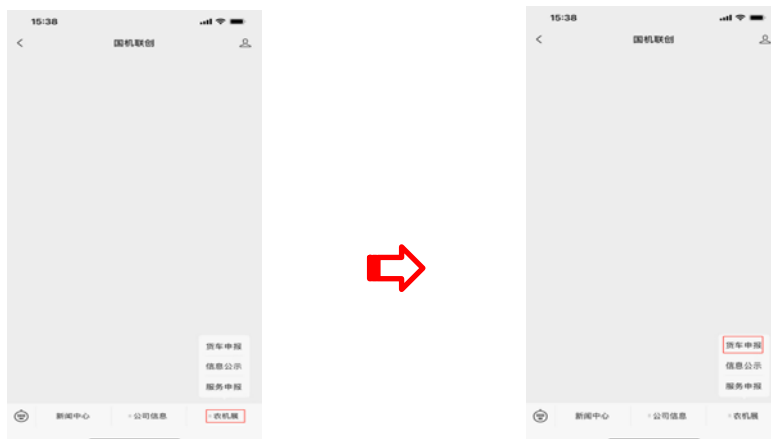 15:38
国机联创
货车申报
信息公示
服务申报
新闻中心
公司信息
农机展
15:38
国机联创
货车申报
信息公示
服务申报
新闻中心
公司信息
农机展